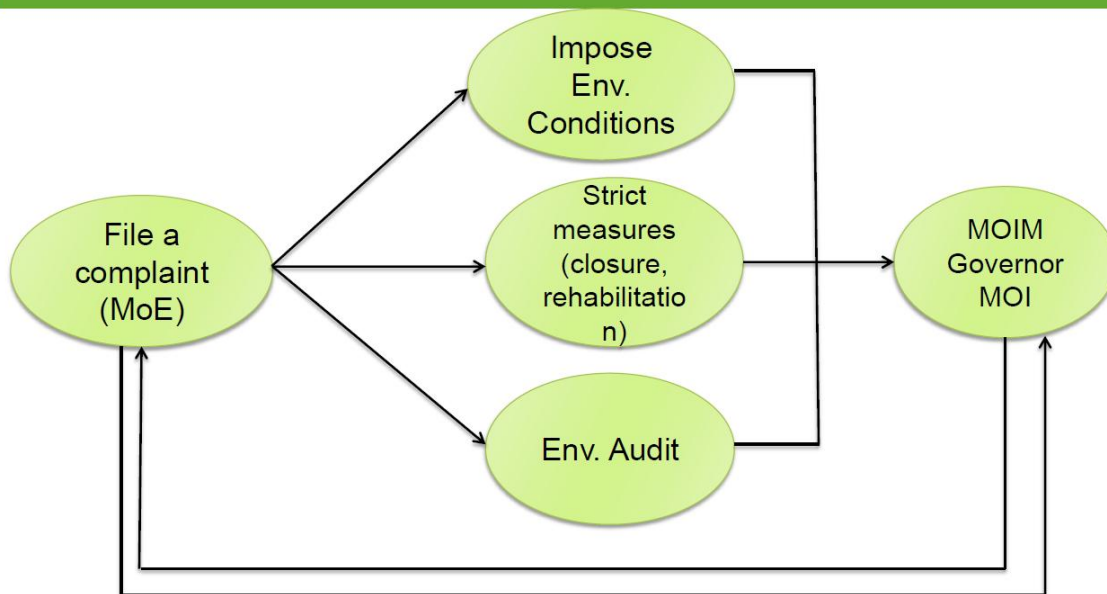 File a
complaint
(MoE)
Impose
Env.
Conditions
Strict
measures
(closure,
rehabilitatio
n)
Env. Audit
MOIM
Governor
MOI